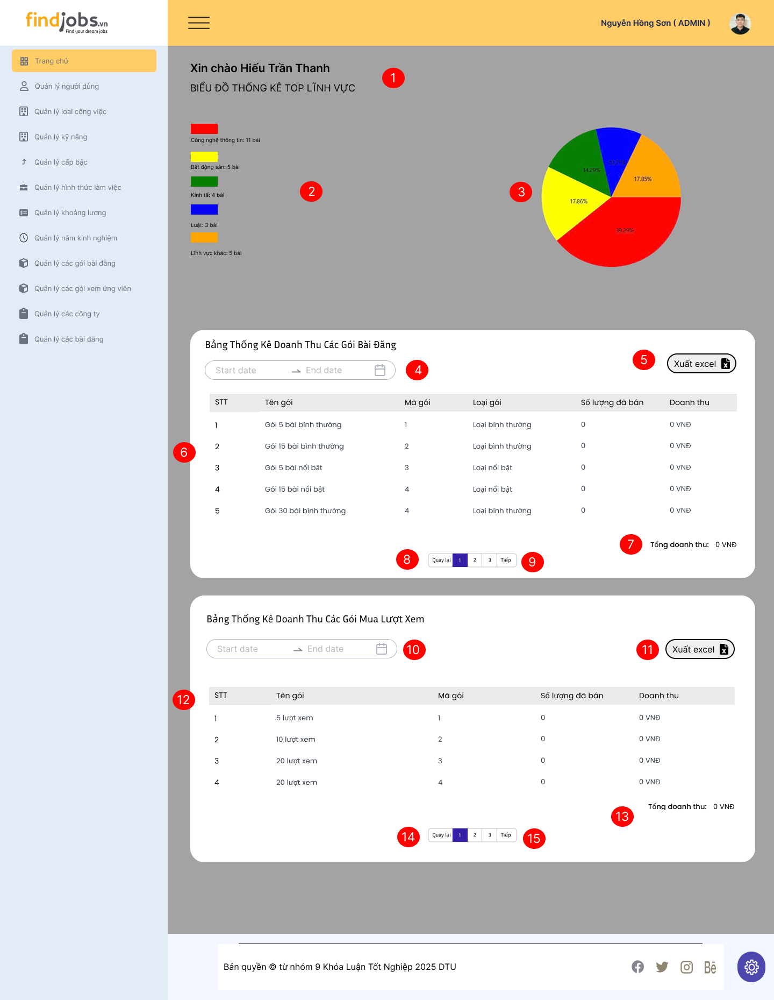 findjobs.vn
Find your dream jobs
Nguyễn Hồng Sơn ( ADMIN )
Trang chủ
Quản lý người dùng
Quản lý loại công việc
Quản lý kỹ năng
Quản lý cấp bậc
Quản lý hình thức làm việc
Quản lý khoảng lương
Quản lý năm kinh nghiệm
Quản lý các gói bài đăng
Quản lý các gói xem ứng viên
Quản lý các công ty
Quản lý các bài đăng
Xin chào Hiếu Trần Thanh
1
BIỂU ĐỒ THỐNG KÊ TOP LĨNH VỰC
Công nghệ thông tin: 11 bài
Bất động sản: 5 bài
Kinh tế: 4 bài
Luật: 3 bài
Lĩnh vực khác: 5 bài
2
3
14.29%
17.85%
17.86%
39.29%
Bảng Thống Kê Doanh Thu Các Gói Bài Đăng
Start date End date
4
5
Xuất excel
STT Tên gói Mã gói Loại gói Số lượng đã bán Doanh thu
1 Gói 5 bài bình thường 1 Loại bình thường 0 0 VNĐ
2 Gói 15 bài bình thường 2 Loại bình thường 0 0 VNĐ
6
3 Gói 5 bài nổi bật 3 Loại nổi bật 0 0 VNĐ
4 Gói 15 bài nổi bật 4 Loại nổi bật 0 0 VNĐ
5 Gói 30 bài bình thường 4 Loại bình thường 0 0 VNĐ
7 Tổng doanh thu: 0 VNĐ
8 Quay lại 1 2 3 Tiếp 9
Bảng Thống Kê Doanh Thu Các Gói Mua Lượt Xem
Start date End date
10
11
Xuất excel
12
STT Tên gói Mã gói Số lượng đã bán Doanh thu
1 5 lượt xem 1 0 0 VNĐ
2 10 lượt xem 2 0 0 VNĐ
3 20 lượt xem 3 0 0 VNĐ
4 20 lượt xem 4 0 0 VNĐ
Tổng doanh thu: 0 VNĐ
13
14 Quay lại 1 2 3 Tiếp 15
Bản quyền © từ nhóm 9 Khóa Luận Tốt Nghiệp 2025 DTU